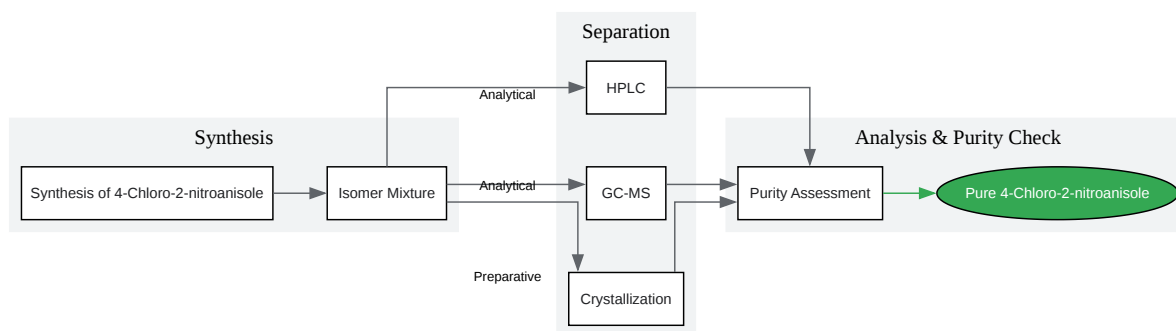 Separation
HPLC
Analytical
Synthesis
Analysis & Purity Check
Synthesis of 4-Chloro-2-nitroanisole
Isomer Mixture
Analytical
GC-MS
Purity Assessment
Pure 4-Chloro-2-nitroanisole
Preparative
Crystallization